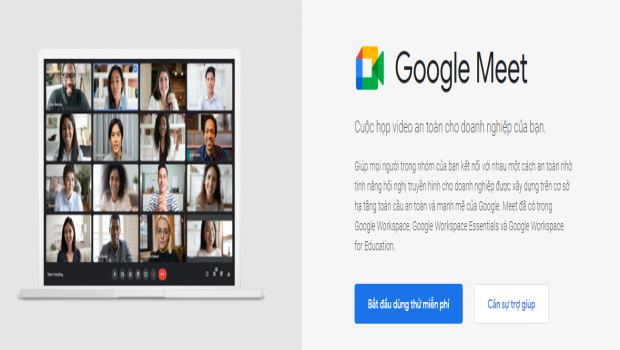 Google Meet
Cuộc họp video an toàn cho doanh nghiệp của bạn.
Giúp mọi người trong nhóm của bạn kết nối với nhau một cách an toàn nhờ
tính năng hội nghị truyền hình cho doanh nghiệp được xây dựng trên cơ sở
hạ tầng toàn cầu an toàn và mạnh mẽ của Google. Meet đã có trong
Google Workspace, Google Workspace Essentials và Google Workspace
for Education.
Team meeting
Bắt đầu dùng thử miễn phí
Cần sự trợ giúp